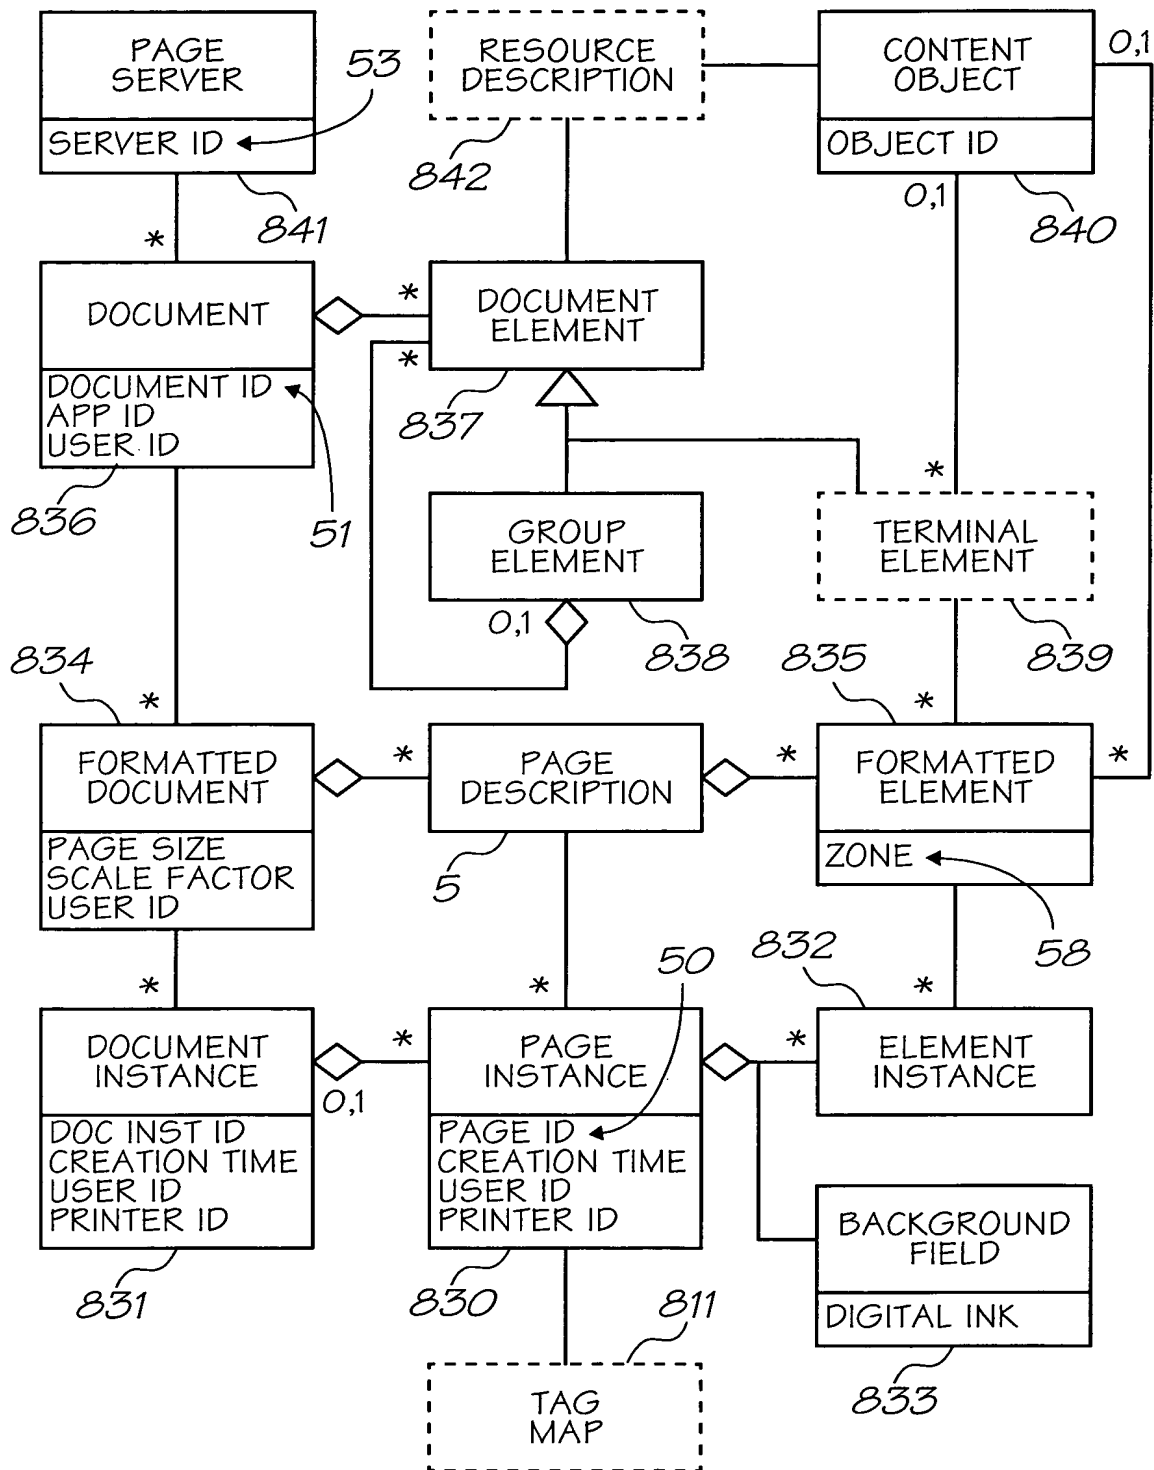 PAGE
SERVER
SERVER ID
53
841
*
RESOURCE
DESCRIPTION
842
CONTENT
OBJECT
OBJECT ID
840
0,1
0,1
DOCUMENT
DOCUMENT ID
APP ID
USER ID
836
51
*
*
DOCUMENT
ELEMENT
837
GROUP
ELEMENT
0,1
838
*
TERMINAL
ELEMENT
839
834
*
FORMATTED
DOCUMENT
PAGE SIZE
SCALE FACTOR
USER ID
*
PAGE
DESCRIPTION
5
835
*
*
*
FORMATTED
ELEMENT
ZONE
58
*
DOCUMENT
INSTANCE
0,1
DOC INST ID
CREATION TIME
USER ID
PRINTER ID
831
*
*
50
PAGE
INSTANCE
PAGE ID
CREATION TIME
USER ID
PRINTER ID
830
832
*
*
ELEMENT
INSTANCE
BACKGROUND
FIELD
DIGITAL INK
833
811
TAG
MAP